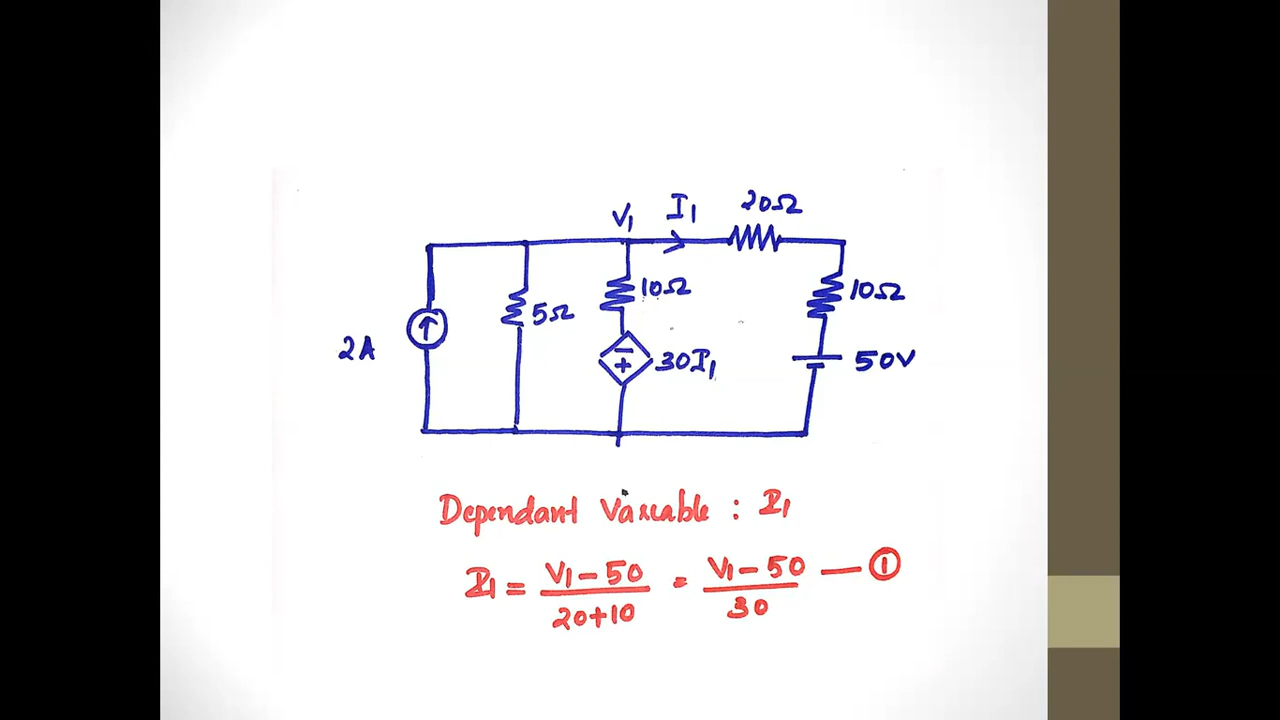 V₁ I₁ 20Ω
10Ω 10Ω
5Ω
2A
− + 30I₁ 50V
Dependant Variable : I₁
I₁ = V₁ − 50 / 20+10 = V₁ − 50 / 30 — ①